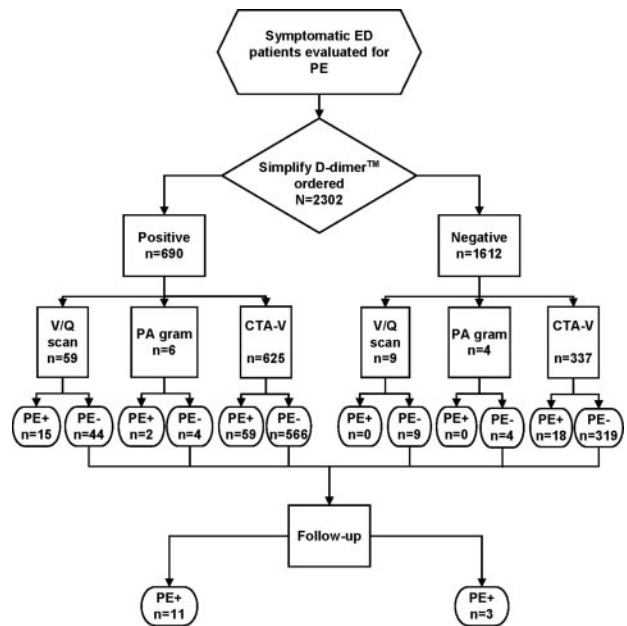 Symptomatic ED
patients evaluated for
PE
Simplify D-dimer™
ordered
N=2302
Positive
n=690
Negative
n=1612
V/Q
scan
n=59
PA gram
n=6
CTA-V
n=625
V/Q
scan
n=9
PA gram
n=4
CTA-V
n=337
PE+
n=15
PE-
n=44
PE+
n=2
PE-
n=4
PE+
n=59
PE-
n=566
PE+
n=0
PE-
n=9
PE+
n=0
PE-
n=4
PE+
n=18
PE-
n=319
Follow-up
PE+
n=11
PE+
n=3